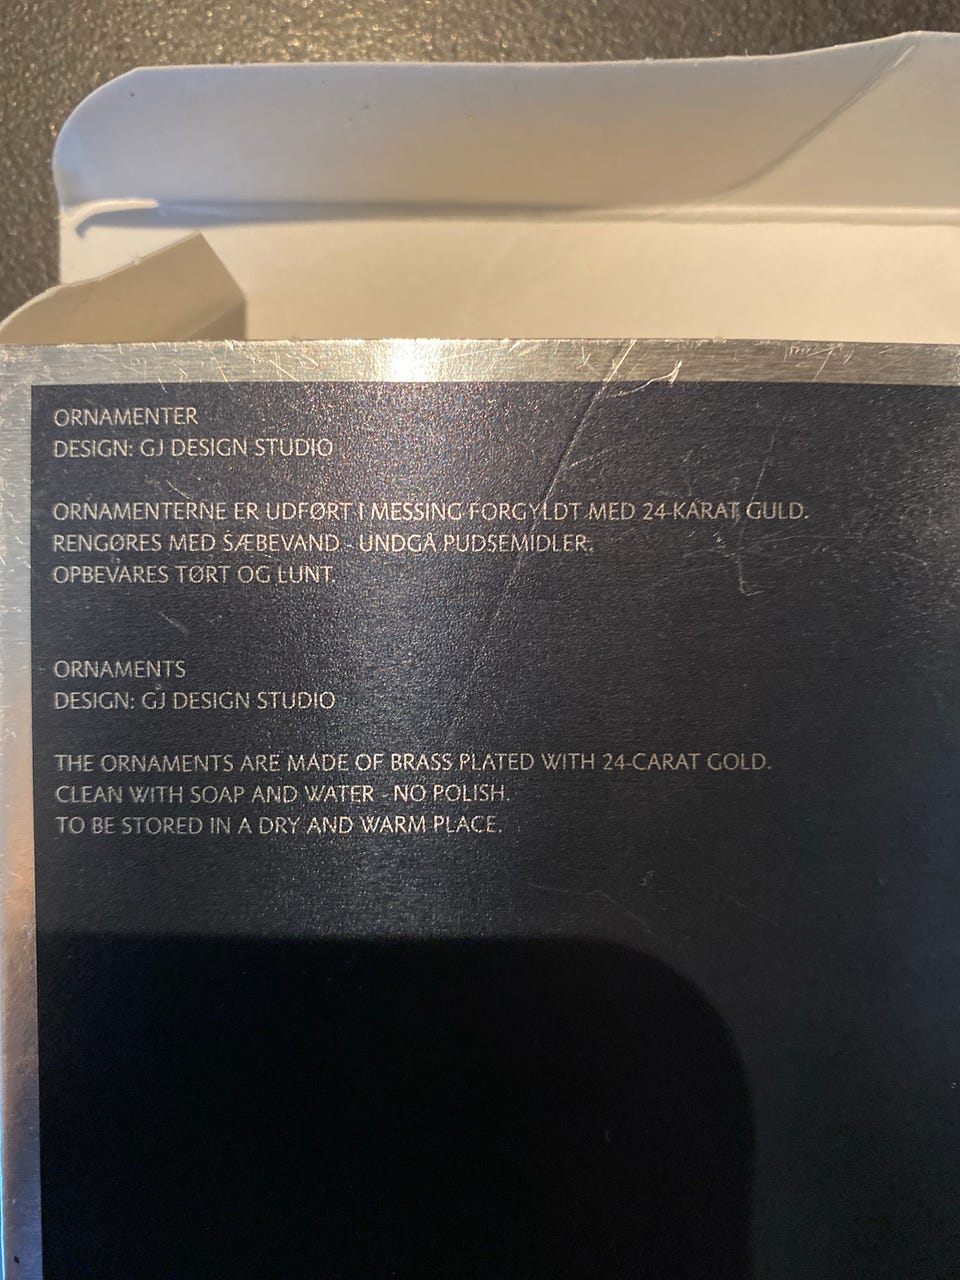 ORNAMENTER
DESIGN: GJ DESIGN STUDIO
ORNAMENTERNE ER UDFØRT I MESSING FORGYLDT MED 24-KARAT GULD.
RENGØRES MED SÆBEVAND - UNDGÅ PUDSEMIDLER.
OPBEVARES TØRT OG LUNT.
ORNAMENTS
DESIGN: GJ DESIGN STUDIO
THE ORNAMENTS ARE MADE OF BRASS PLATED WITH 24-CARAT GOLD.
CLEAN WITH SOAP AND WATER - NO POLISH.
TO BE STORED IN A DRY AND WARM PLACE.